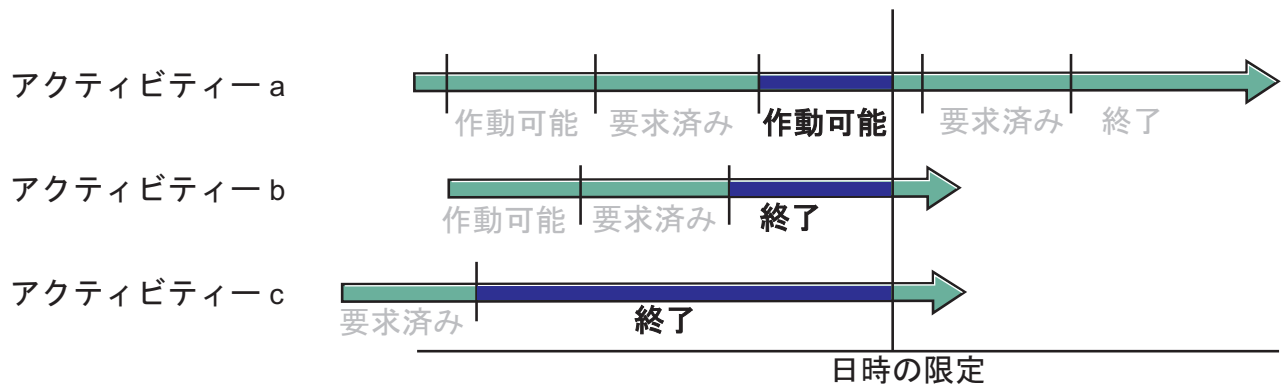 アクティビティー a
作動可能 要求済み 作動可能 要求済み 終了
アクティビティー b
作動可能 要求済み 終了
アクティビティー c
要求済み 終了
日時の限定